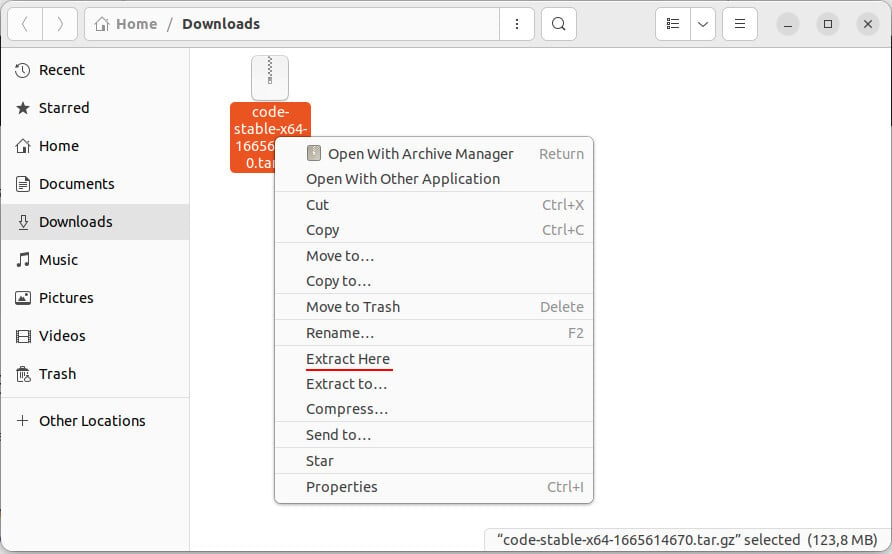 Home / Downloads
Recent
Starred
Home
Documents
Downloads
Music
Pictures
Videos
Trash
Other Locations
code-
stable-x64-
16656
0.tar
Open With Archive Manager Return
Open With Other Application
Cut Ctrl+X
Copy Ctrl+C
Move to…
Copy to…
Move to Trash Delete
Rename… F2
Extract Here
Extract to…
Compress…
Send to…
Star
Properties Ctrl+I
“code-stable-x64-1665614670.tar.gz” selected (123,8 MB)